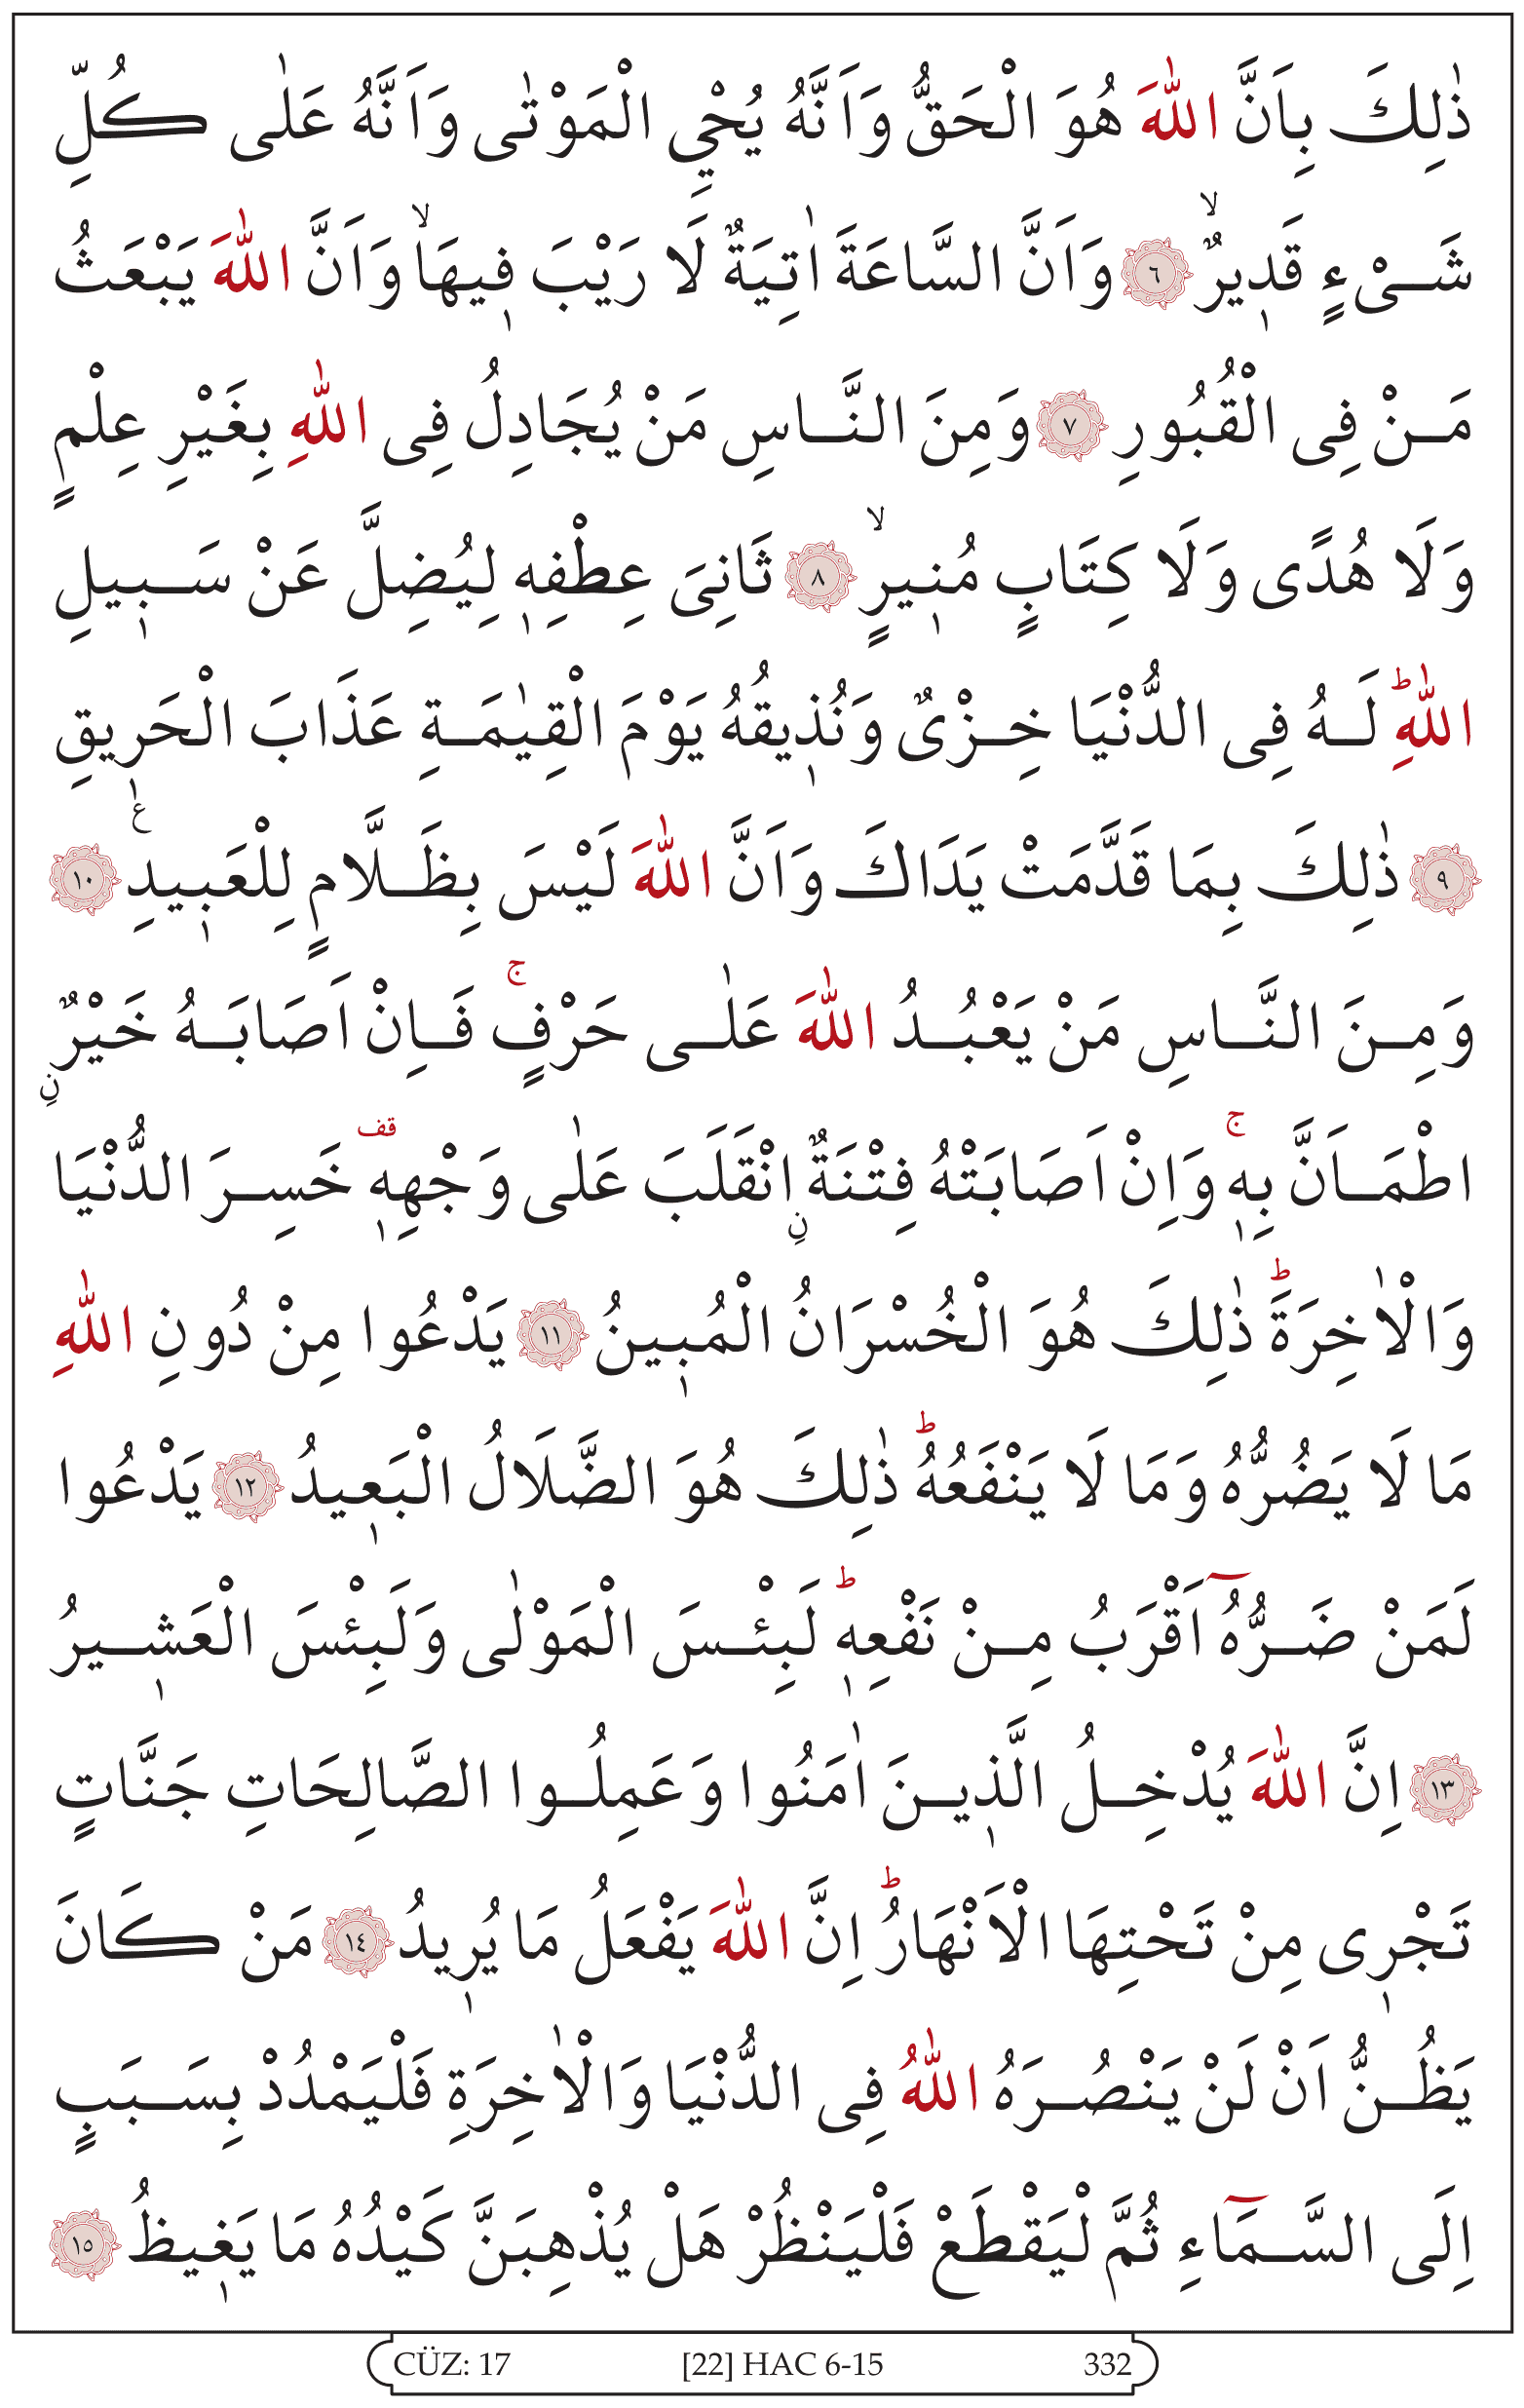 ذٰلِكَ بِاَنَّ اللّٰهَ هُوَ الْحَقُّ وَاَنَّهُ يُحْيِ الْمَوْتٰى وَاَنَّهُ عَلٰى كُلِّ
شَىْءٍ قَدٖيرٌۙ ﴿٦﴾ وَاَنَّ السَّاعَةَ اٰتِيَةٌ لَا رَيْبَ فٖيهَاۙ وَاَنَّ اللّٰهَ يَبْعَثُ
مَنْ فِى الْقُبُورِ ﴿٧﴾ وَمِنَ النَّاسِ مَنْ يُجَادِلُ فِى اللّٰهِ بِغَيْرِ عِلْمٍ
وَلَا هُدًى وَلَا كِتَابٍ مُنٖيرٍۙ ﴿٨﴾ ثَانِىَ عِطْفِهٖ لِيُضِلَّ عَنْ سَبٖيلِ
اللّٰهِؕ لَهُ فِى الدُّنْيَا خِزْىٌ وَنُذٖيقُهُ يَوْمَ الْقِيٰمَةِ عَذَابَ الْحَرٖيقِ
﴿٩﴾ ذٰلِكَ بِمَا قَدَّمَتْ يَدَاكَ وَاَنَّ اللّٰهَ لَيْسَ بِظَلَّامٍ لِلْعَبٖيدِࣖ ﴿١٠﴾
وَمِنَ النَّاسِ مَنْ يَعْبُدُ اللّٰهَ عَلٰى حَرْفٍۚ فَاِنْ اَصَابَهُ خَيْرٌنِ
اطْمَاَنَّ بِهٖۚ وَاِنْ اَصَابَتْهُ فِتْنَةٌنِ انْقَلَبَ عَلٰى وَجْهِهٖقف خَسِرَ الدُّنْيَا
وَالْاٰخِرَةَؕ ذٰلِكَ هُوَ الْخُسْرَانُ الْمُبٖينُ ﴿١١﴾ يَدْعُوا مِنْ دُونِ اللّٰهِ
مَا لَا يَضُرُّهُ وَمَا لَا يَنْفَعُهُؕ ذٰلِكَ هُوَ الضَّلَالُ الْبَعٖيدُ ﴿١٢﴾ يَدْعُوا
لَمَنْ ضَرُّهُٓ اَقْرَبُ مِنْ نَفْعِهٖؕ لَبِئْسَ الْمَوْلٰى وَلَبِئْسَ الْعَشٖيرُ
﴿١٣﴾ اِنَّ اللّٰهَ يُدْخِلُ الَّذٖينَ اٰمَنُوا وَعَمِلُوا الصَّالِحَاتِ جَنَّاتٍ
تَجْرٖى مِنْ تَحْتِهَا الْاَنْهَارُؕ اِنَّ اللّٰهَ يَفْعَلُ مَا يُرٖيدُ ﴿١٤﴾ مَنْ كَانَ
يَظُنُّ اَنْ لَنْ يَنْصُرَهُ اللّٰهُ فِى الدُّنْيَا وَالْاٰخِرَةِ فَلْيَمْدُدْ بِسَبَبٍ
اِلَى السَّمَٓاءِ ثُمَّ لْيَقْطَعْ فَلْيَنْظُرْ هَلْ يُذْهِبَنَّ كَيْدُهُ مَا يَغٖيظُ ﴿١٥﴾
CÜZ: 17 [22] HAC 6-15 332